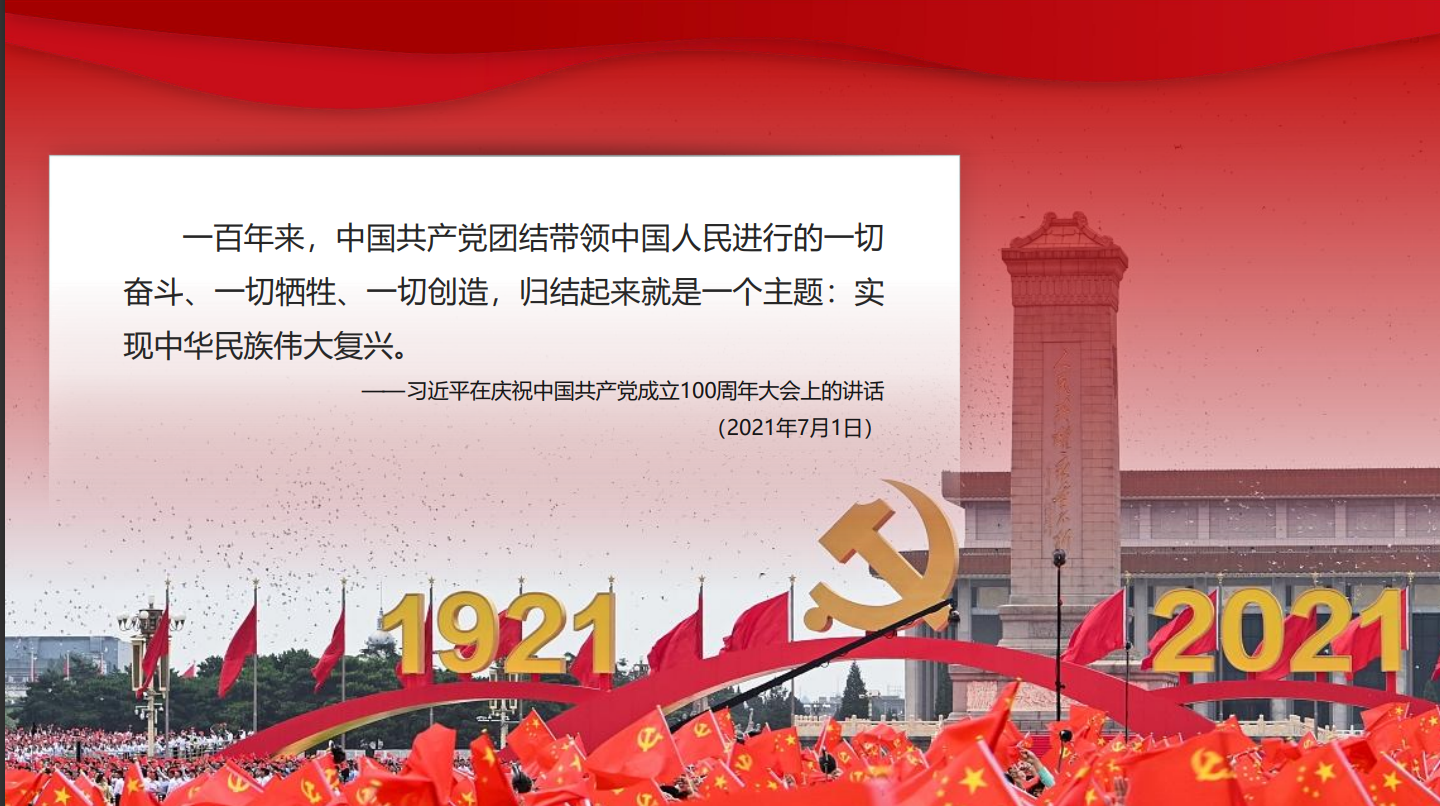 一百年来，中国共产党团结带领中国人民进行的一切
奋斗、一切牺牲、一切创造，归结起来就是一个主题：实
现中华民族伟大复兴。
——习近平在庆祝中国共产党成立100周年大会上的讲话
（2021年7月1日）
1921
2021